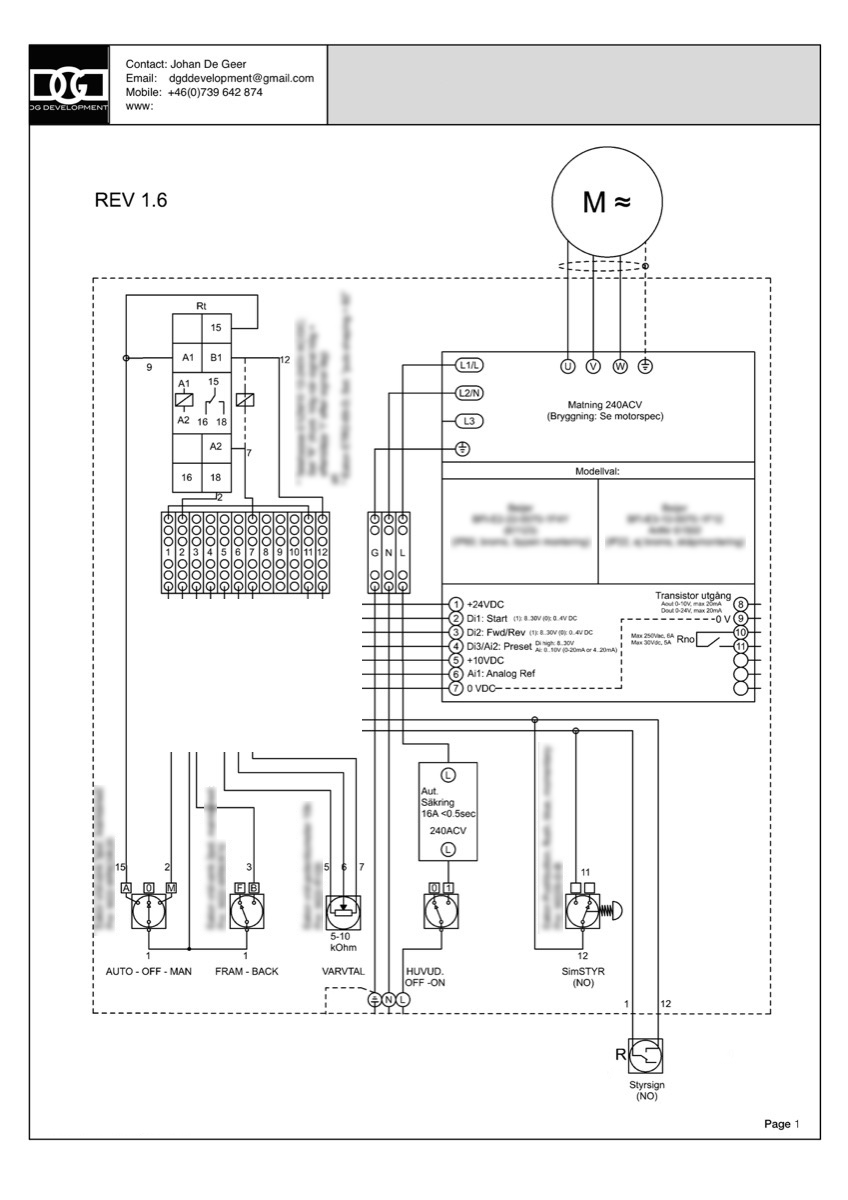 DG
DG DEVELOPMENT
Contact: Johan De Geer
Email: dgddevelopment@gmail.com
Mobile: +46(0)739 642 874
www:
REV 1.6
M ≈
Rt
15
A1 B1
9
12
A1
15
A2
16 18
A2
7
16 18
2
1 2 3 4 5 6 7 8 9 10 11 12
G N L
L1/L
L2/N
L3
U V W
Matning 240ACV
(Bryggning: Se motorspec)
Modellval:
1 +24VDC
2 Di1: Start (1): 8..30V (0): 0..4V DC
3 Di2: Fwd/Rev (1): 8..30V (0): 0..4V DC
4 Di3/Ai2: Preset Di high: 8..30V
Ai: 0..10V (0-20mA or 4..20mA)
5 +10VDC
6 Ai1: Analog Ref
7 0 VDC
Transistor utgång
Aout 0-10V, max 20mA
Dout 0-24V, max 20mA
8
0 V 9
Max 250Vac, 6A
Max 30Vdc, 5A
Rno
10
11
L
Aut.
Säkring
16A <0.5sec
240ACV
L
15 2 3 5 6 7 11
A 0 M F B 0 1
5-10
kOhm
1 1 12
AUTO - OFF - MAN
FRAM - BACK
VARVTAL
HUVUD.
OFF -ON
SimSTYR
(NO)
N L
1 12
R
Styrsign
(NO)
Page 1